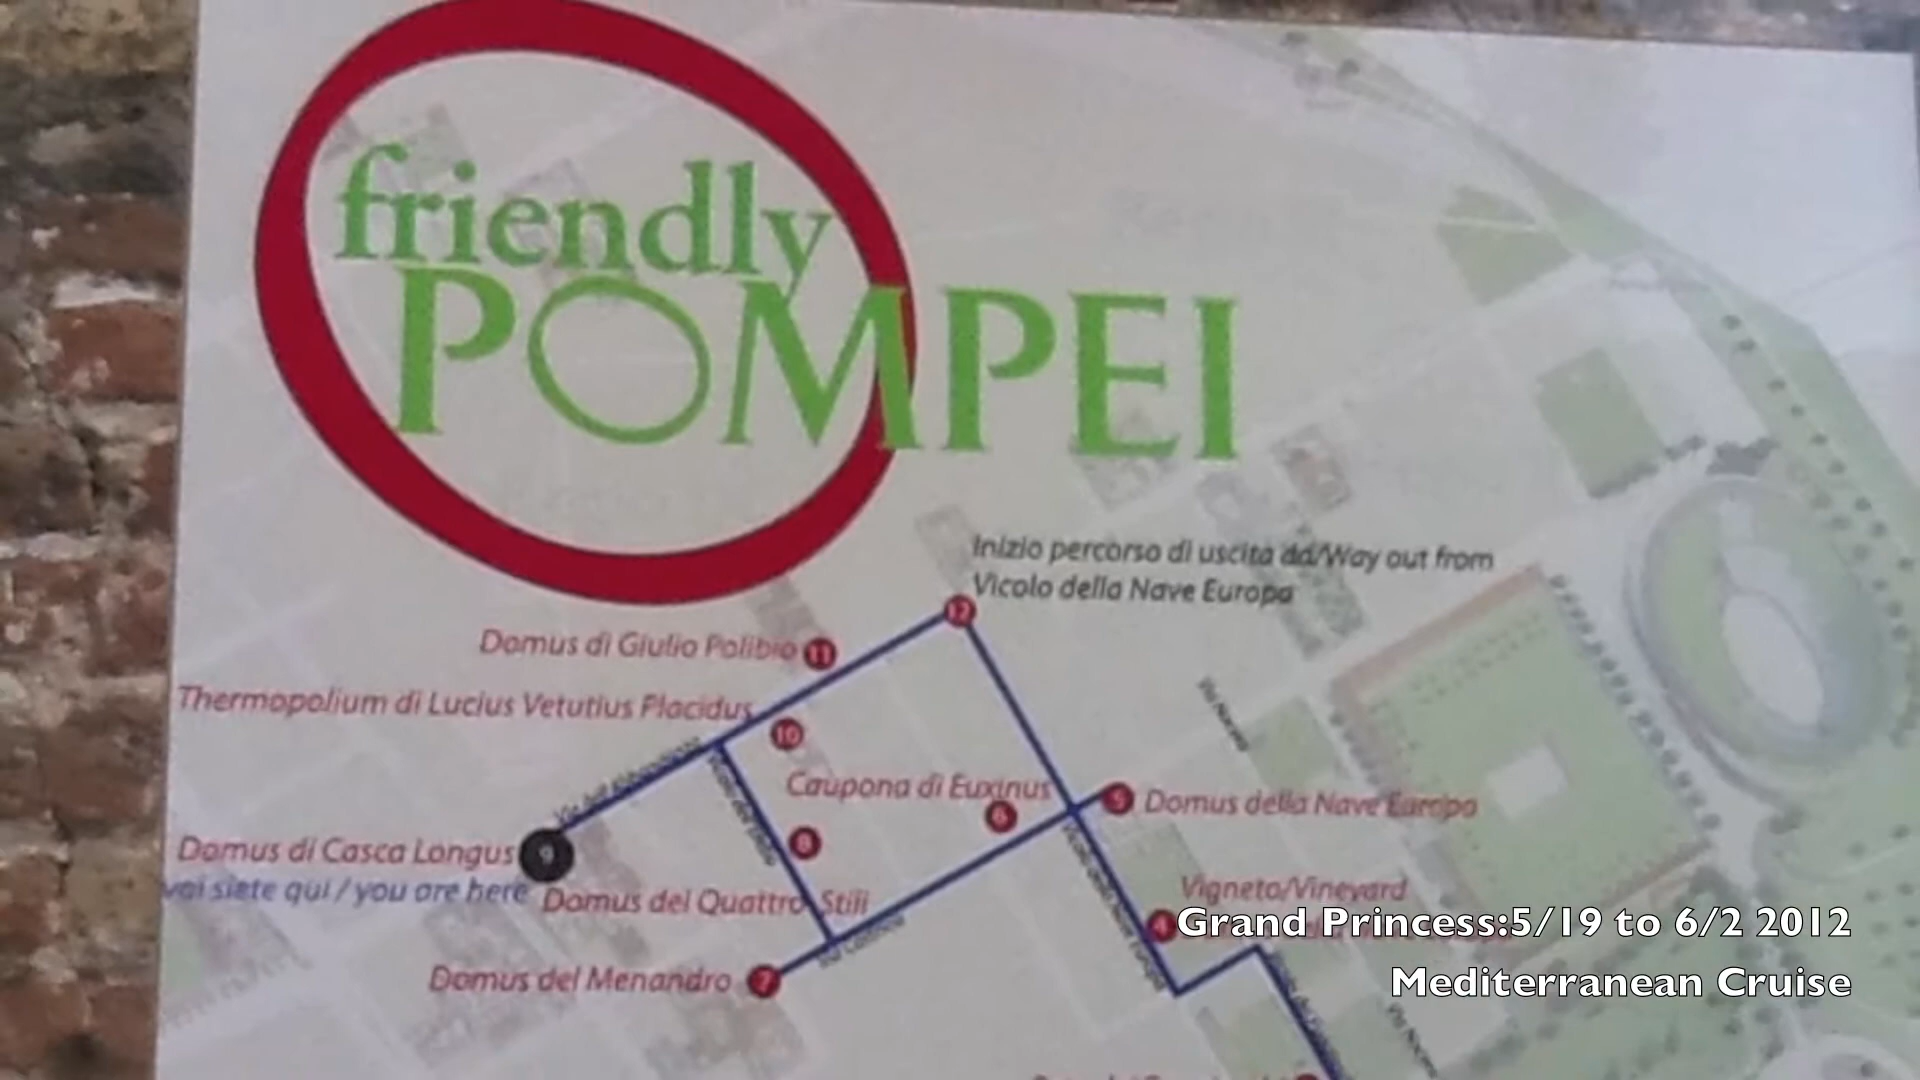 friendly
POMPEI
Inizio percorso di uscita da/Way out from
Vicolo della Nave Europa
12
Domus di Giulio Polibio 11
Thermopolium di Lucius Vetutius Placidus
10
Caupona di Euxinus
6
5 Domus della Nave Europa
Domus di Casca Longus 9
voi siete qui / you are here
8
Domus dei Quattro Stili
Vigneto/Vineyard
4
Domus del Menandro 7
Via Nocera
Grand Princess:5/19 to 6/2 2012
Mediterranean Cruise